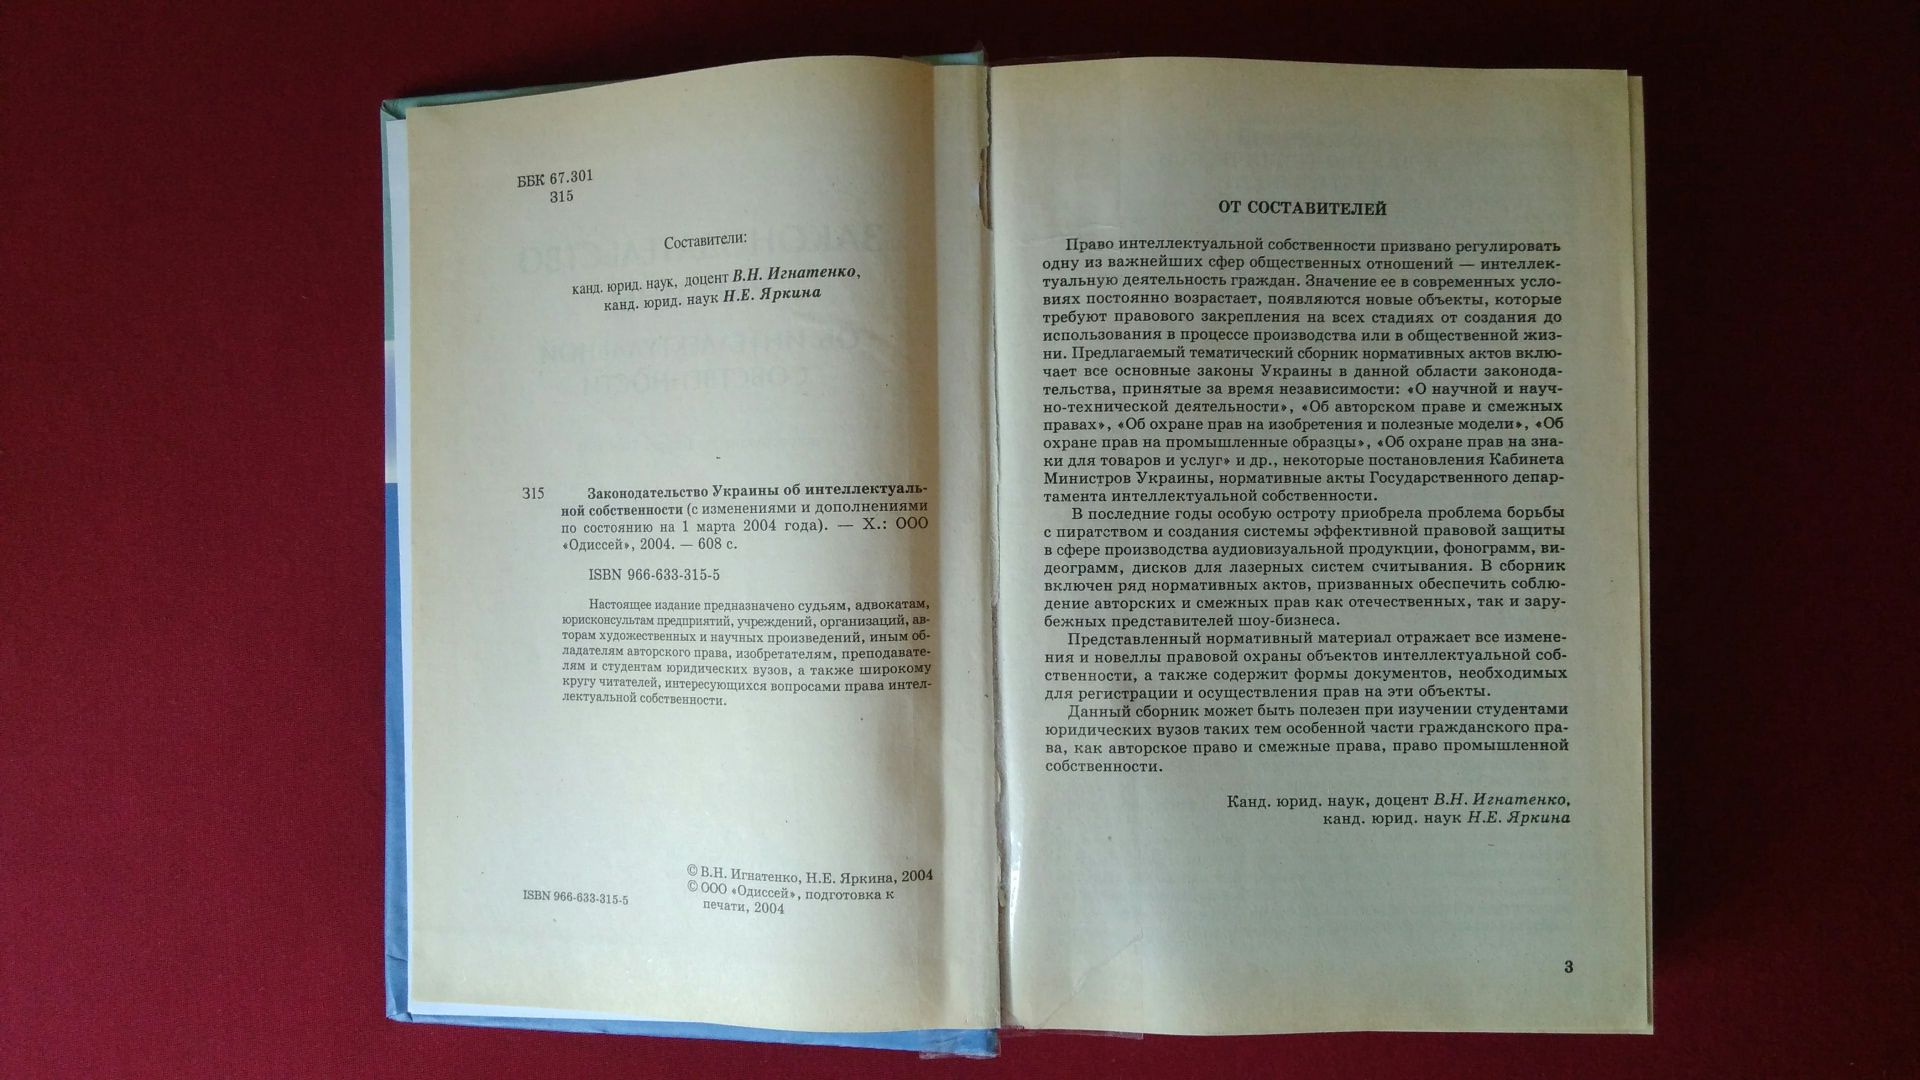 ББК 67.301
З15
Составители:
канд. юрид. наук, доцент В.Н. Игнатенко,
канд. юрид. наук Н.Е. Яркина
З15
Законодательство Украины об интеллектуаль-
ной собственности (с изменениями и дополнениями
по состоянию на 1 марта 2004 года). — Х.: ООО
«Одиссей», 2004. — 608 с.
ISBN 966-633-315-5
Настоящее издание предназначено судьям, адвокатам,
юрисконсультам предприятий, учреждений, организаций, ав-
торам художественных и научных произведений, иным об-
ладателям авторского права, изобретателям, преподавате-
лям и студентам юридических вузов, а также широкому
кругу читателей, интересующихся вопросами права интел-
лектуальной собственности.
ISBN 966-633-315-5
© В.Н. Игнатенко, Н.Е. Яркина, 2004
© ООО «Одиссей», подготовка к
печати, 2004
ОТ СОСТАВИТЕЛЕЙ
Право интеллектуальной собственности призвано регулировать
одну из важнейших сфер общественных отношений — интеллек-
туальную деятельность граждан. Значение ее в современных усло-
виях постоянно возрастает, появляются новые объекты, которые
требуют правового закрепления на всех стадиях от создания до
использования в процессе производства или в общественной жиз-
ни. Предлагаемый тематический сборник нормативных актов вклю-
чает все основные законы Украины в данной области законода-
тельства, принятые за время независимости: «О научной и науч-
но-технической деятельности», «Об авторском праве и смежных
правах», «Об охране прав на изобретения и полезные модели», «Об
охране прав на промышленные образцы», «Об охране прав на зна-
ки для товаров и услуг» и др., некоторые постановления Кабинета
Министров Украины, нормативные акты Государственного депар-
тамента интеллектуальной собственности.
В последние годы особую остроту приобрела проблема борьбы
с пиратством и создания системы эффективной правовой защиты
в сфере производства аудиовизуальной продукции, фонограмм, ви-
деограмм, дисков для лазерных систем считывания. В сборник
включен ряд нормативных актов, призванных обеспечить соблю-
дение авторских и смежных прав как отечественных, так и зару-
бежных представителей шоу-бизнеса.
Представленный нормативный материал отражает все измене-
ния и новеллы правовой охраны объектов интеллектуальной соб-
ственности, а также содержит формы документов, необходимых
для регистрации и осуществления прав на эти объекты.
Данный сборник может быть полезен при изучении студентами
юридических вузов таких тем особенной части гражданского пра-
ва, как авторское право и смежные права, право промышленной
собственности.
Канд. юрид. наук, доцент В.Н. Игнатенко,
канд. юрид. наук Н.Е. Яркина
3